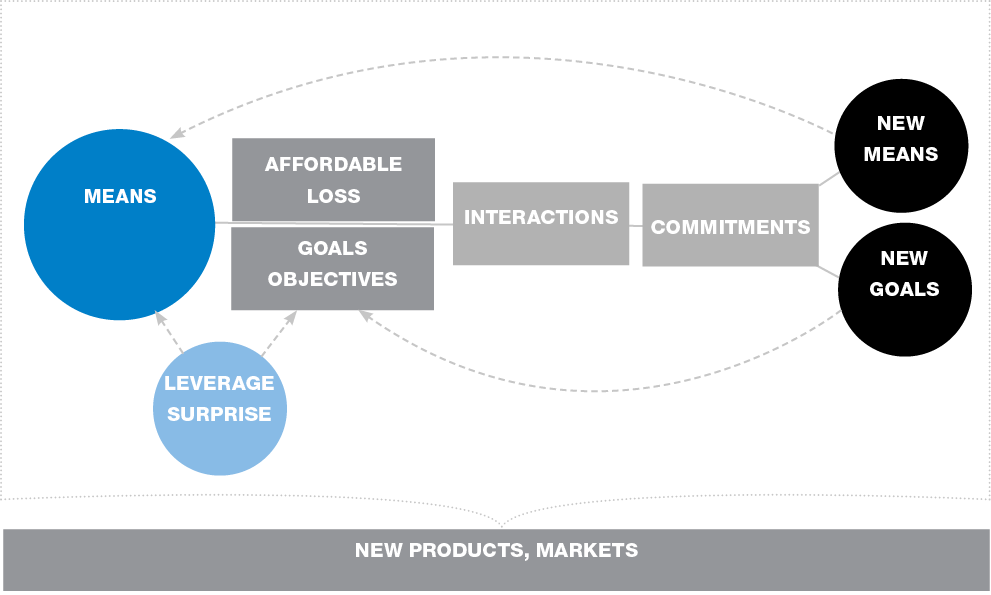 MEANS
AFFORDABLE
LOSS
GOALS
OBJECTIVES
INTERACTIONS
COMMITMENTS
NEW
MEANS
NEW
GOALS
LEVERAGE
SURPRISE
NEW PRODUCTS, MARKETS